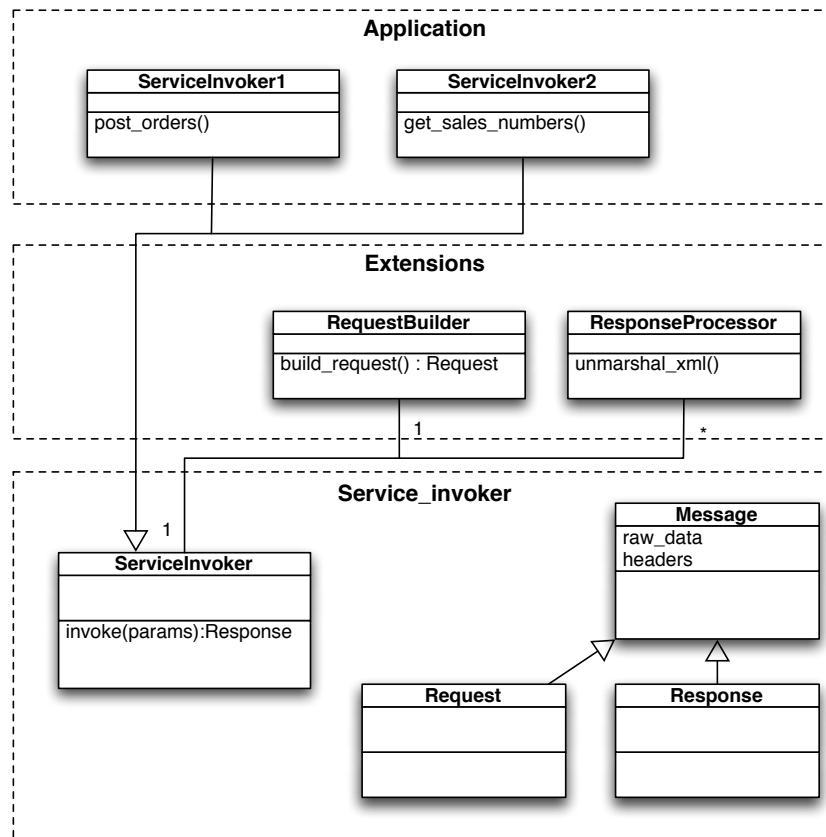 Application
ServiceInvoker1
post_orders()
ServiceInvoker2
get_sales_numbers()
Extensions
RequestBuilder
build_request() : Request
ResponseProcessor
unmarshal_xml()
1
*
Service_invoker
1
ServiceInvoker
invoke(params):Response
Message
raw_data
headers
Request
Response